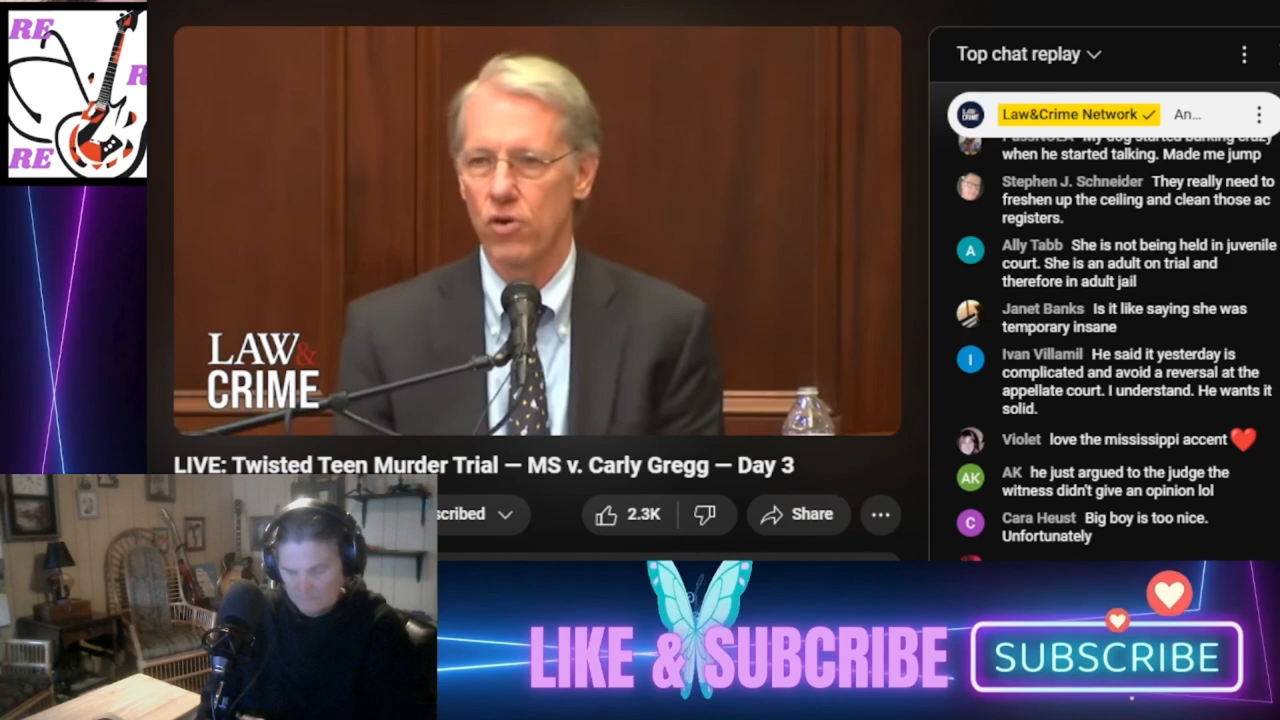 RE
R
RE
LAW&
CRIME
LIVE: Twisted Teen Murder Trial — MS v. Carly Gregg — Day 3
scribed
2.3K
Share
Top chat replay
Law&Crime Network An...
My dog started barking crazy
when he started talking. Made me jump
Stephen J. Schneider They really need to
freshen up the ceiling and clean those ac
registers.
A
Ally Tabb She is not being held in juvenile
court. She is an adult on trial and
therefore in adult jail
Janet Banks Is it like saying she was
temporary insane
I
Ivan Villamil He said it yesterday is
complicated and avoid a reversal at the
appellate court. I understand. He wants it
solid.
Violet love the mississippi accent
AK
AK he just argued to the judge the
witness didn't give an opinion lol
C
Cara Heust Big boy is too nice.
Unfortunately
LIKE & SUBCRIBE
SUBSCRIBE